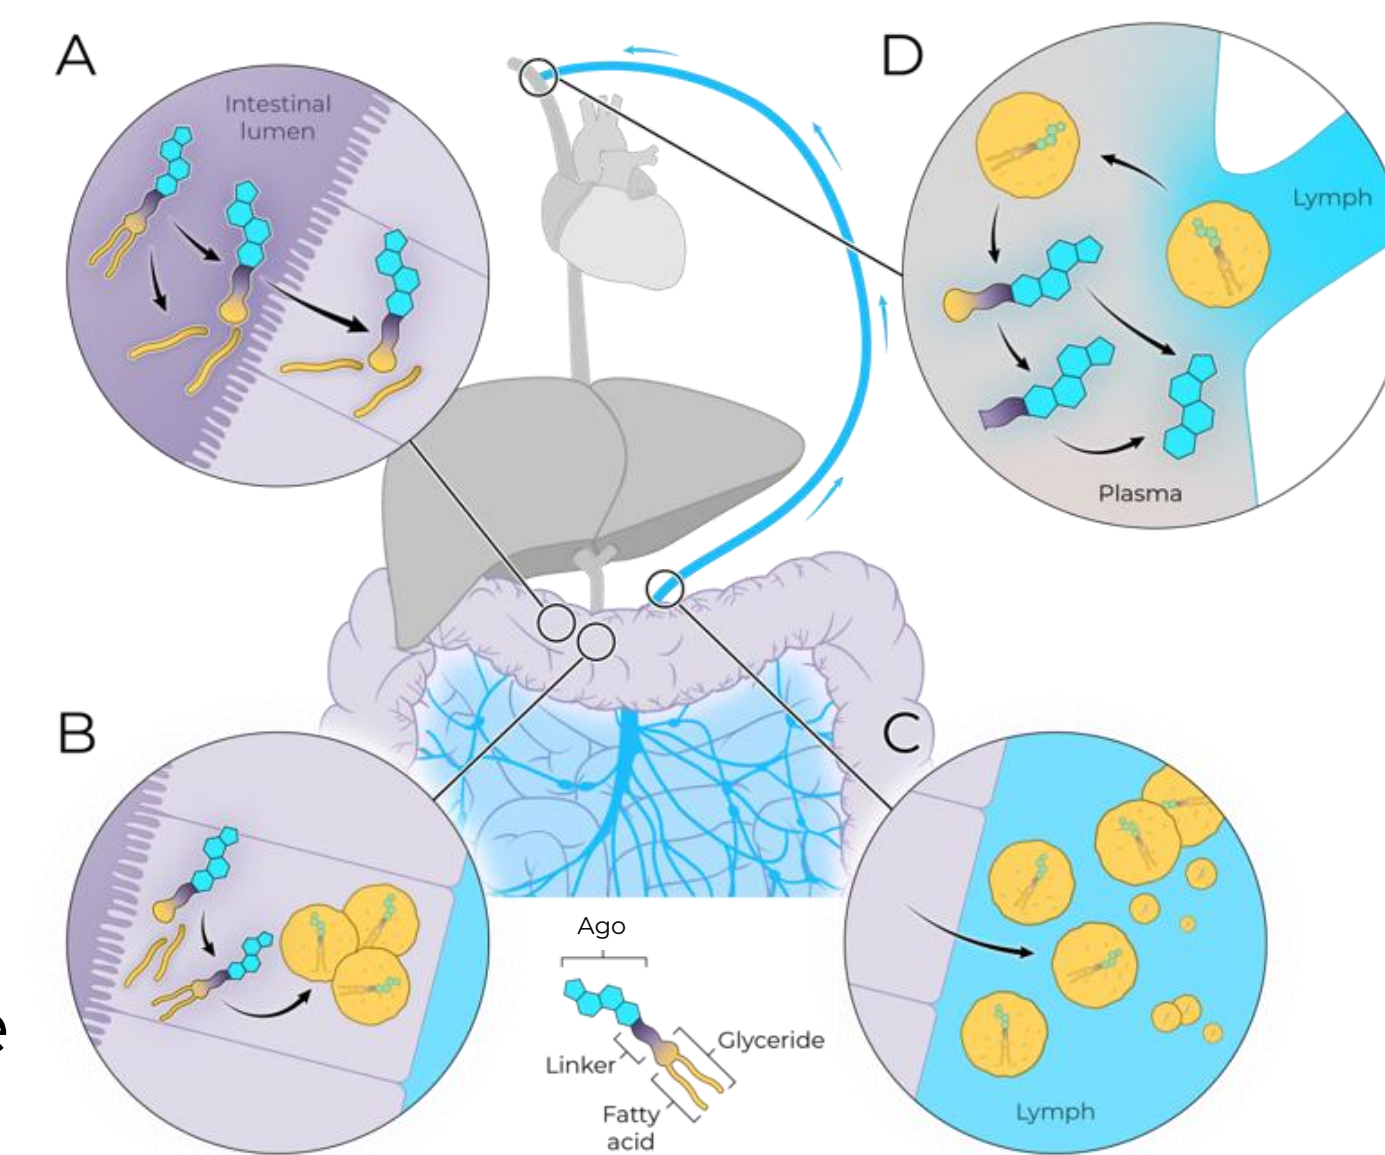 A
Intestinal
lumen
D
Lymph
Plasma
B
C
Ago
Linker
Glyceride
Fatty
acid
Lymph
e